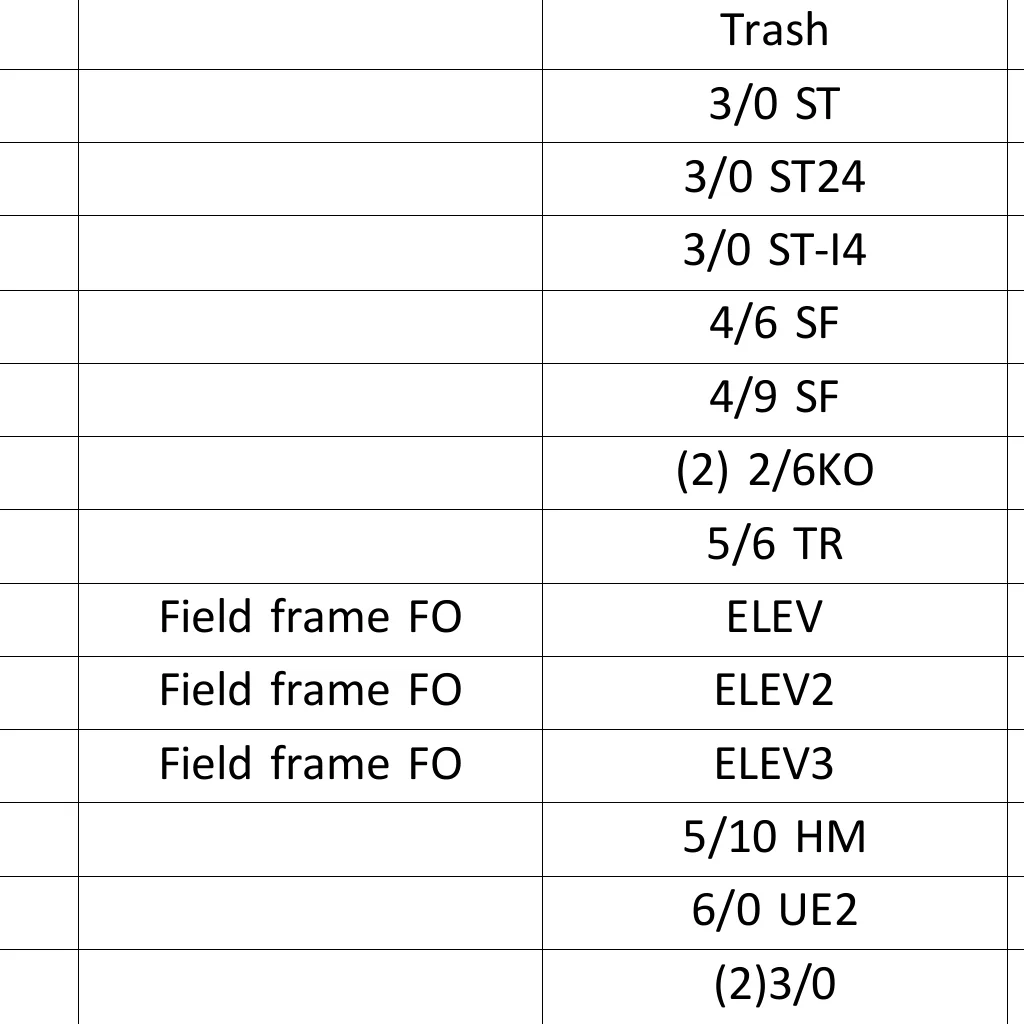 Trash
3/0 ST
3/0 ST24
3/0 ST-I4
4/6 SF
4/9 SF
(2) 2/6KO
5/6 TR
Field frame FO ELEV
Field frame FO ELEV2
Field frame FO ELEV3
5/10 HM
6/0 UE2
(2)3/0